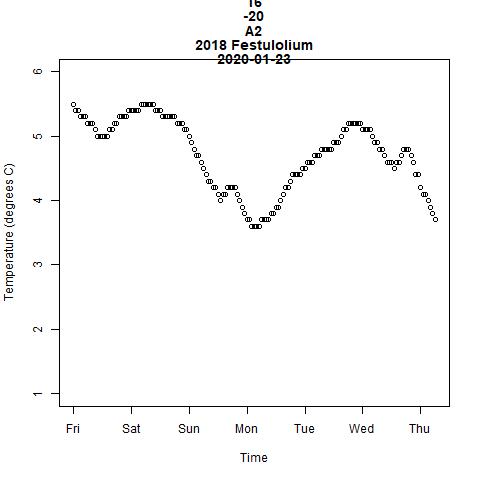 16
-20
A2
2018 Festulolium
2020-01-23
Temperature (degrees C)
6
5
4
3
2
1
Fri Sat Sun Mon Tue Wed Thu
Time